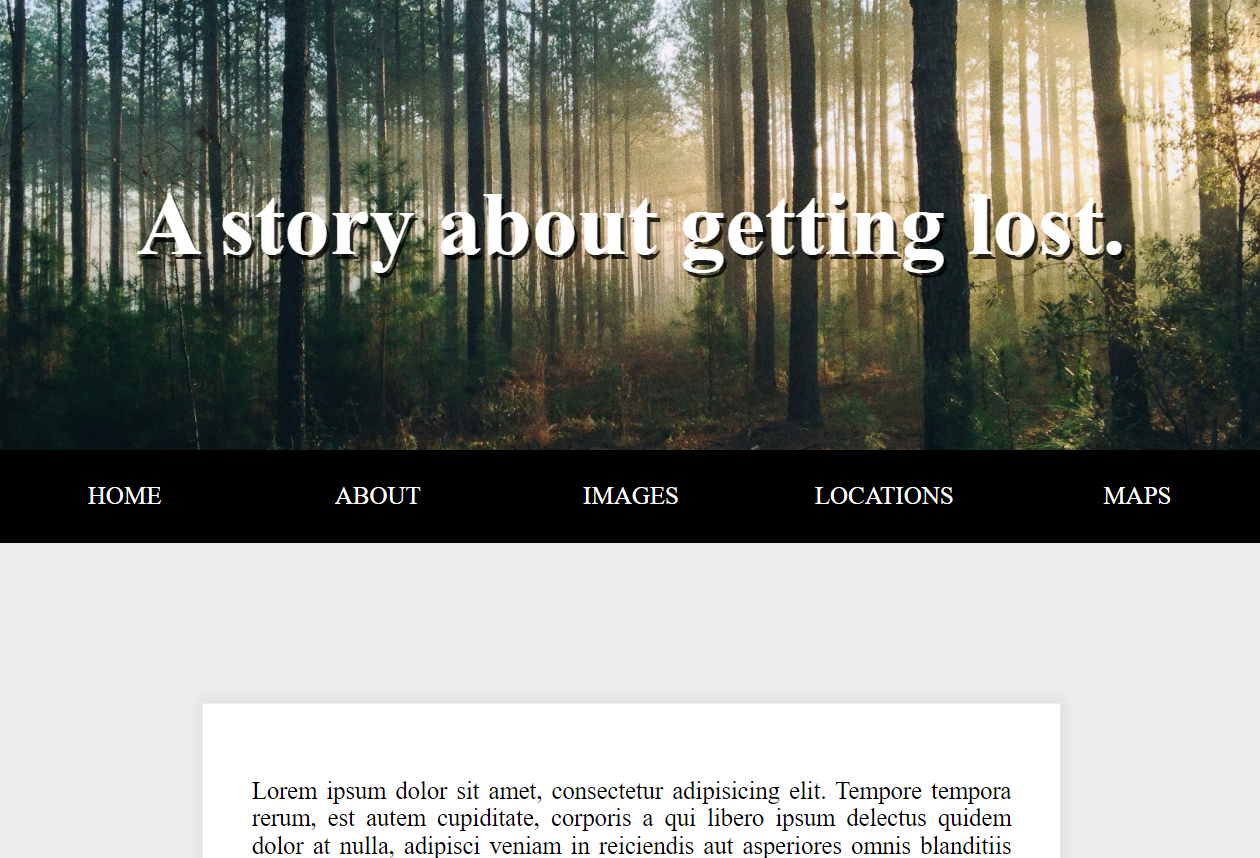 A story about getting lost.
HOME ABOUT IMAGES LOCATIONS MAPS
Lorem ipsum dolor sit amet, consectetur adipisicing elit. Tempore tempora
rerum, est autem cupiditate, corporis a qui libero ipsum delectus quidem
dolor at nulla, adipisci veniam in reiciendis aut asperiores omnis blanditiis